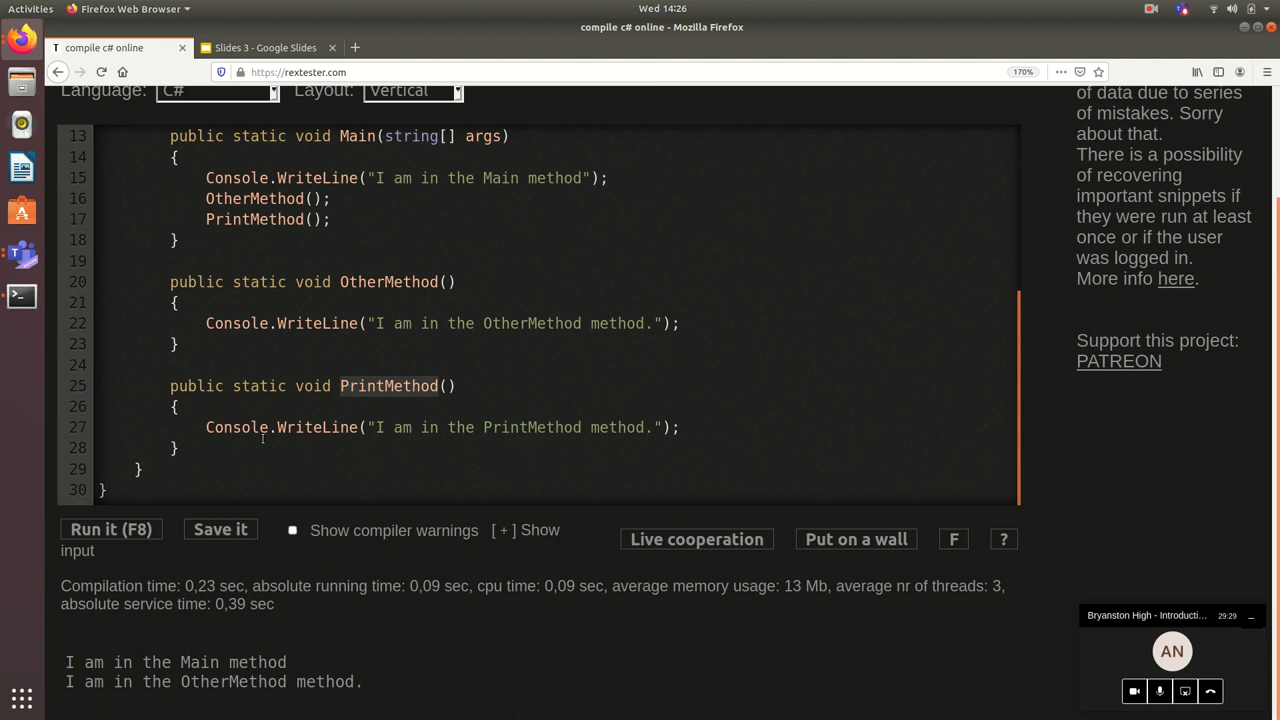 Activities Firefox Web Browser Wed 14:26
compile c# online - Mozilla Firefox
T compile c# online Slides 3 - Google Slides
https://rextester.com 170%
Language: C# Layout: Vertical
13 public static void Main(string[] args)
14 {
15 Console.WriteLine("I am in the Main method");
16 OtherMethod();
17 PrintMethod();
18 }
19
20 public static void OtherMethod()
21 {
22 Console.WriteLine("I am in the OtherMethod method.");
23 }
24
25 public static void PrintMethod()
26 {
27 Console.WriteLine("I am in the PrintMethod method.");
28 }
29 }
30 }
of data due to series
of mistakes. Sorry
about that.
There is a possibility
of recovering
important snippets if
they were run at least
once or if the user
was logged in.
More info here.
Support this project:
PATREON
Run it (F8) Save it Show compiler warnings [ + ] Show
input
Live cooperation Put on a wall F ?
Compilation time: 0,23 sec, absolute running time: 0,09 sec, cpu time: 0,09 sec, average memory usage: 13 Mb, average nr of threads: 3,
absolute service time: 0,39 sec
I am in the Main method
I am in the OtherMethod method.
Bryanston High - Introducti... 29:29
AN